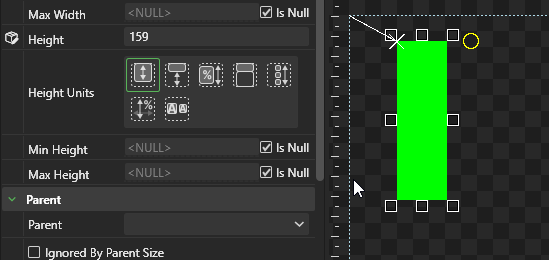 Max Width <NULL> Is Null
Height 159
Height Units
%
% A a
Min Height <NULL> Is Null
Max Height <NULL> Is Null
Parent
Parent
Ignored By Parent Size